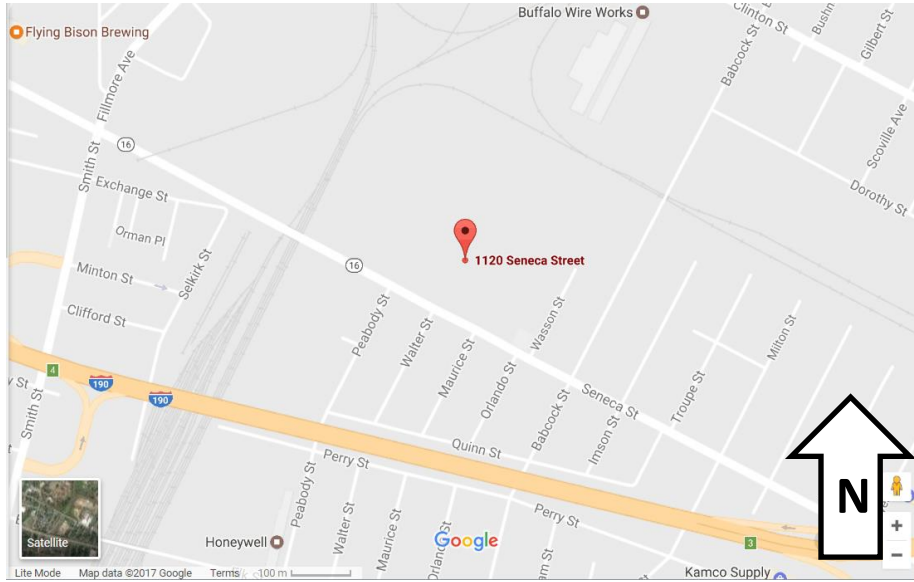 Buffalo Wire Works
Clinton St
Gilbert St
Flying Bison Brewing
Babcock St
Fillmore Ave
Scoville Ave
16
Smith St
Exchange St
Dorothy St
Orman Pl
1120 Seneca Street
16
Minton St
Selkirk St
Clifford St
Peabody St
Walter St
Wasson St
Milton St
Maurice St
4
190
190
Orlando St
Troupe St
Seneca St
Smith St
Babcock St
Imson St
Quinn St
Perry St
N
Peabody St
Walter St
Maurice St
Perry St
Satellite
Honeywell
Google
3
Kamco Supply
Lite Mode Map data ©2017 Google Terms 100 m